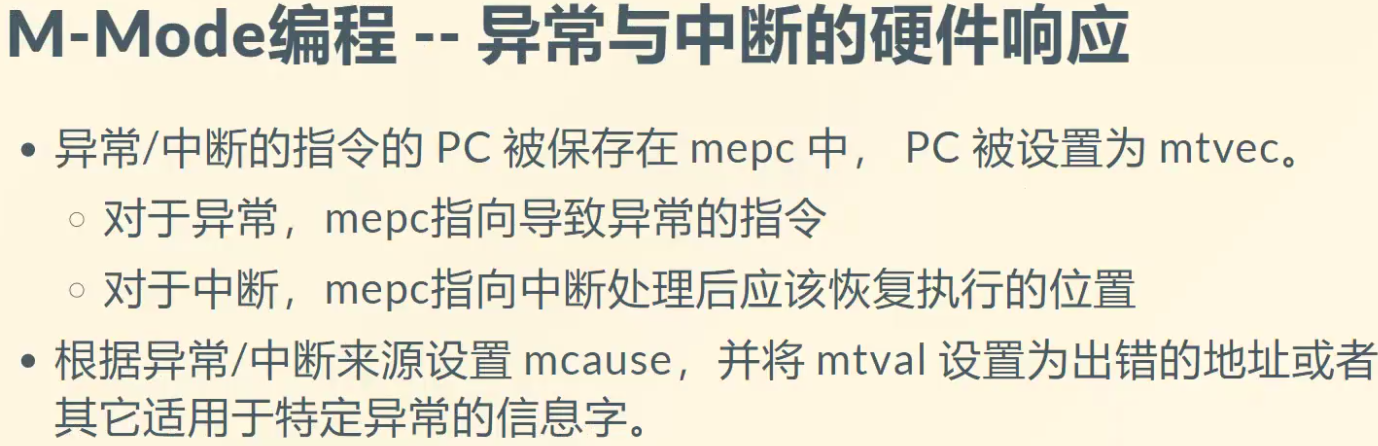 M-Mode编程 -- 异常与中断的硬件响应
• 异常/中断的指令的 PC 被保存在 mepc 中， PC 被设置为 mtvec。
○ 对于异常，mepc指向导致异常的指令
○ 对于中断，mepc指向中断处理后应该恢复执行的位置
• 根据异常/中断来源设置 mcause，并将 mtval 设置为出错的地址或者
其它适用于特定异常的信息字。